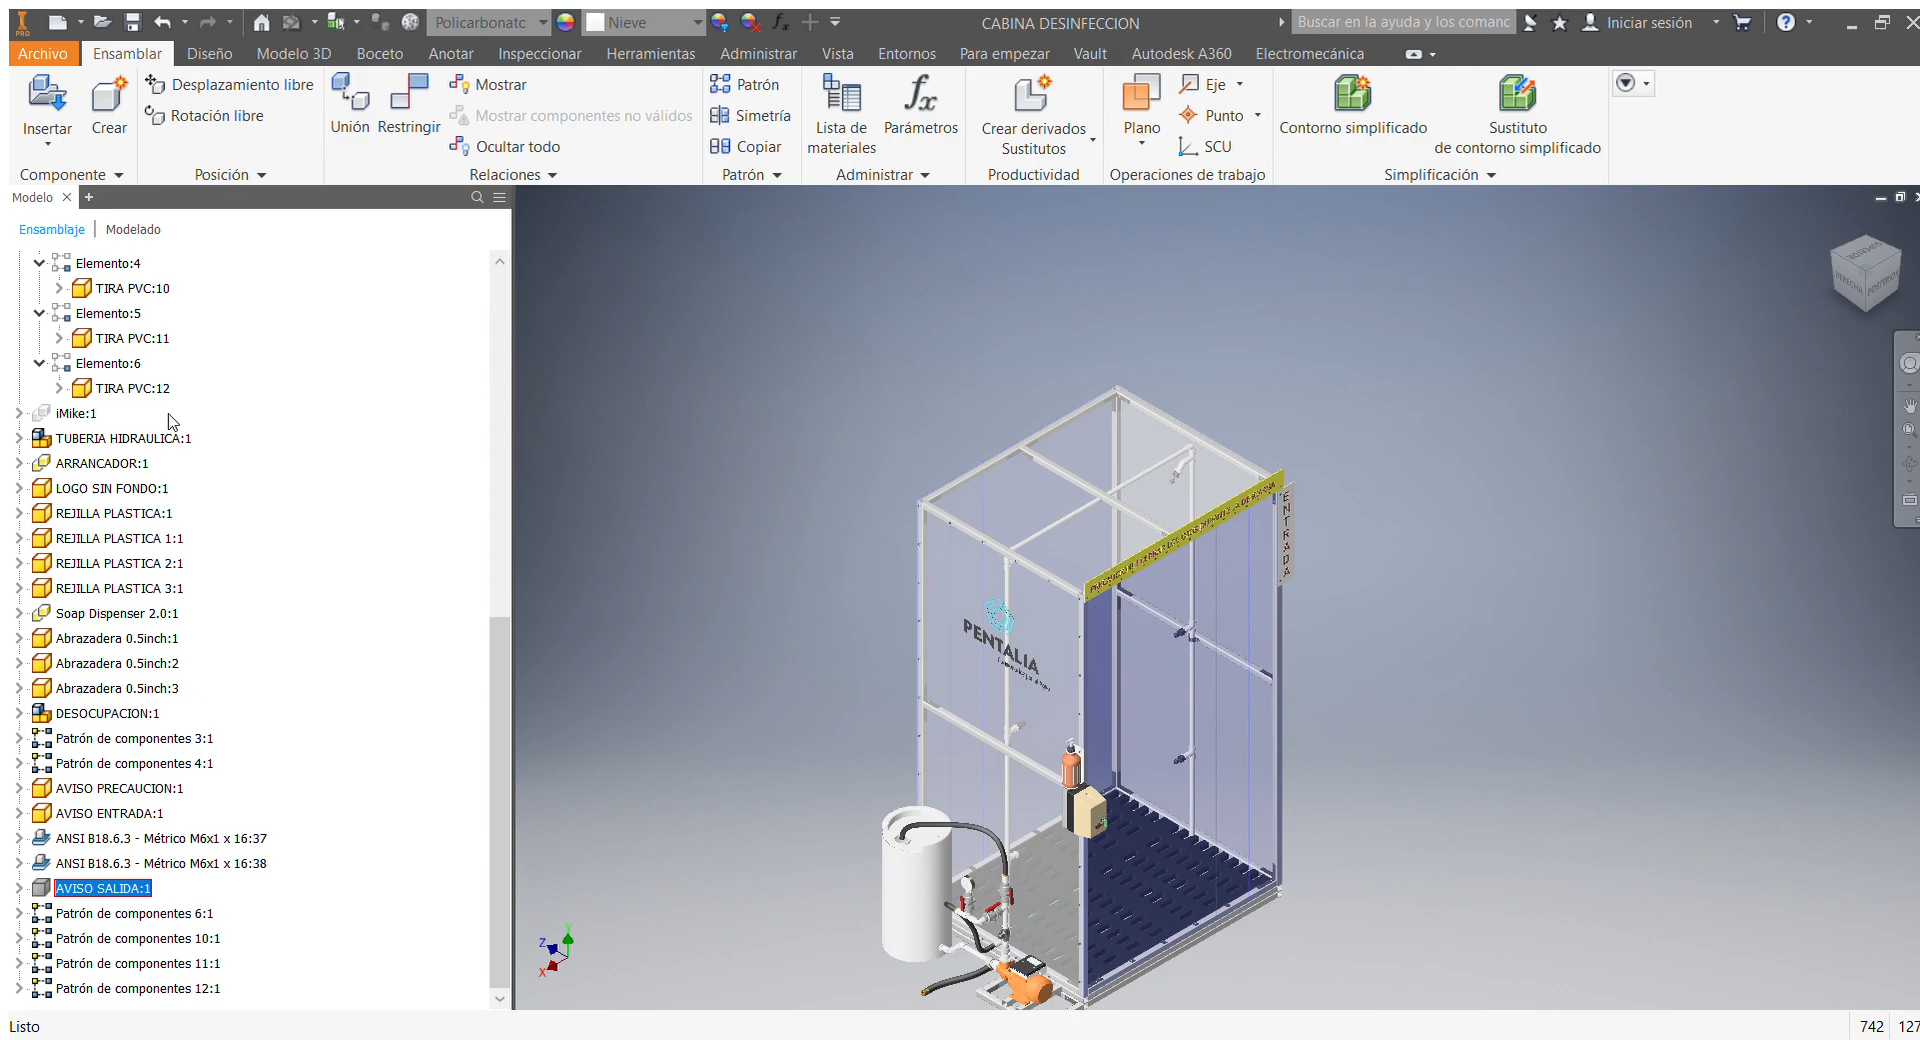 PRO
Policarbonatc
Nieve
CABINA DESINFECCION
Buscar en la ayuda y los comanc
Iniciar sesión
Archivo Ensamblar Diseño Modelo 3D Boceto Anotar Inspeccionar Herramientas Administrar Vista Entornos Para empezar Vault Autodesk A360 Electromecánica
Insertar
Crear
Desplazamiento libre
Rotación libre
Unión
Restringir
Mostrar
Mostrar componentes no válidos
Ocultar todo
Patrón
Simetría
Copiar
Lista de
materiales
fx
Parámetros
Crear derivados
Sustitutos
Plano
Eje
Punto
SCU
Contorno simplificado
Sustituto
de contorno simplificado
Componente
Posición
Relaciones
Patrón
Administrar
Productividad
Operaciones de trabajo
Simplificación
Modelo
Ensamblaje | Modelado
Elemento:4
TIRA PVC:10
Elemento:5
TIRA PVC:11
Elemento:6
TIRA PVC:12
iMike:1
TUBERIA HIDRAULICA:1
ARRANCADOR:1
LOGO SIN FONDO:1
REJILLA PLASTICA:1
REJILLA PLASTICA 1:1
REJILLA PLASTICA 2:1
REJILLA PLASTICA 3:1
Soap Dispenser 2.0:1
Abrazadera 0.5inch:1
Abrazadera 0.5inch:2
Abrazadera 0.5inch:3
DESOCUPACION:1
Patrón de componentes 3:1
Patrón de componentes 4:1
AVISO PRECAUCION:1
AVISO ENTRADA:1
ANSI B18.6.3 - Métrico M6x1 x 16:37
ANSI B18.6.3 - Métrico M6x1 x 16:38
AVISO SALIDA:1
Patrón de componentes 6:1
Patrón de componentes 10:1
Patrón de componentes 11:1
Patrón de componentes 12:1
SUPERIOR
DERECHA
POSTERIOR
ENTRADA
PENTALIA
Y
Z
X
Listo
742
127